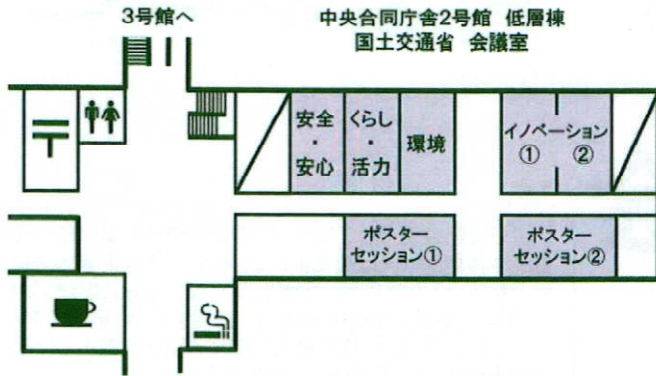 3号館へ
中央合同庁舎2号館 低層棟
国土交通省 会議室
安全
・
安心
くらし
・
活力
環境
イノベーション
① ②
ポスター
セッション①
ポスター
セッション②